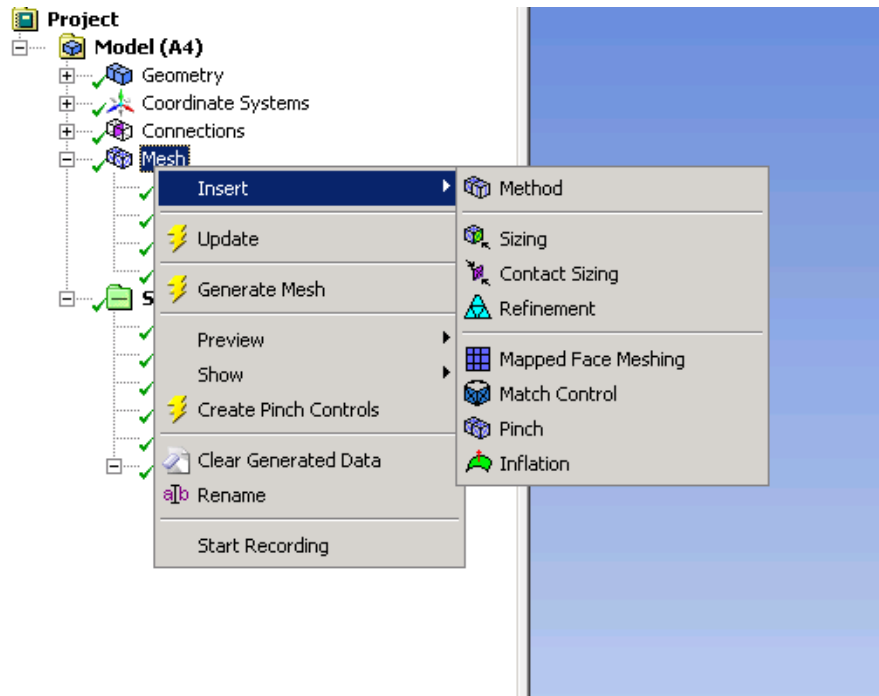 Project
Model (A4)
Geometry
Coordinate Systems
Connections
Mesh
Insert
Update
Generate Mesh
Preview
Show
Create Pinch Controls
Clear Generated Data
Rename
Start Recording
Method
Sizing
Contact Sizing
Refinement
Mapped Face Meshing
Match Control
Pinch
Inflation
S